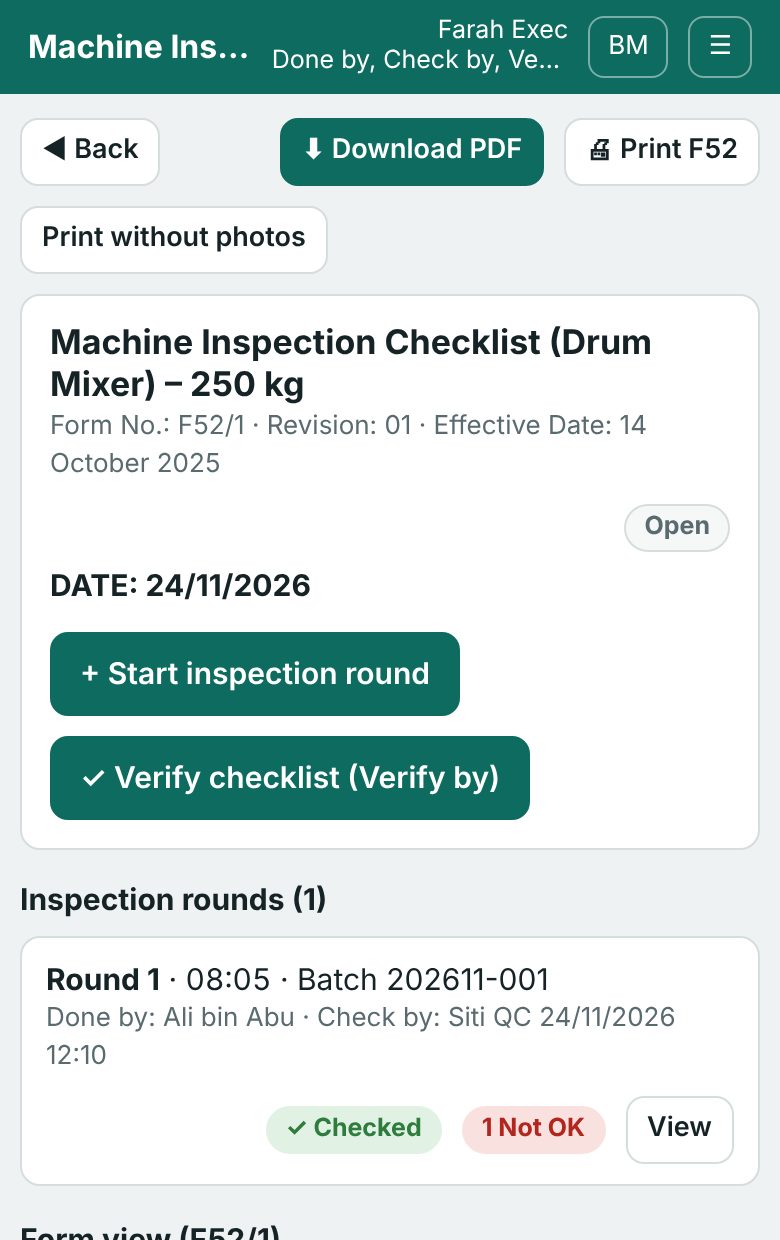 Machine Ins...
Farah Exec
Done by, Check by, Ve...
BM
☰
◀ Back
⬇ Download PDF
🖨 Print F52
Print without photos
Machine Inspection Checklist (Drum
Mixer) – 250 kg
Form No.: F52/1 · Revision: 01 · Effective Date: 14
October 2025
Open
DATE: 24/11/2026
+ Start inspection round
✓ Verify checklist (Verify by)
Inspection rounds (1)
Round 1 · 08:05 · Batch 202611-001
Done by: Ali bin Abu · Check by: Siti QC 24/11/2026
12:10
✓ Checked
1 Not OK
View
Form view (F52/1)